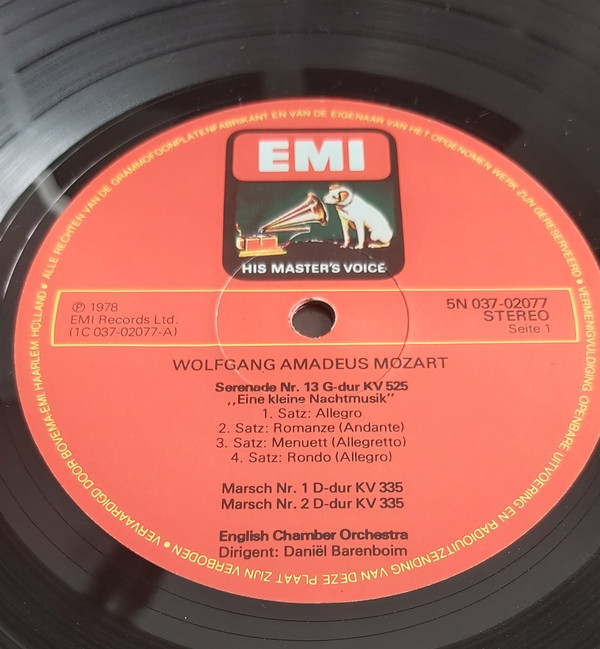 EMI
HIS MASTER'S VOICE
Ⓟ 1978
EMI Records Ltd.
(1C 037-02077-A)
5N 037-02077
STEREO
Seite 1
WOLFGANG AMADEUS MOZART
Serenade Nr. 13 G-dur KV 525
,,Eine kleine Nachtmusik"
1. Satz: Allegro
2. Satz: Romanze (Andante)
3. Satz: Menuett (Allegretto)
4. Satz: Rondo (Allegro)
Marsch Nr. 1 D-dur KV 335
Marsch Nr. 2 D-dur KV 335
English Chamber Orchestra
Dirigent: Daniël Barenboim
ALLE RECHTEN VAN DE GRAMMOFOONPLATENFABRIKANT EN VAN DE EIGENAAR VAN HET OPGENOMEN WERK ZIJN GERESERVEERD • VERMENIGVULDIGING OPENBARE UITVOERING EN RADIOUITZENDING VAN DEZE PLAAT ZIJN VERBODEN • VERVAARDIGD DOOR BOVEMA-EMI HAARLEM HOLLAND •